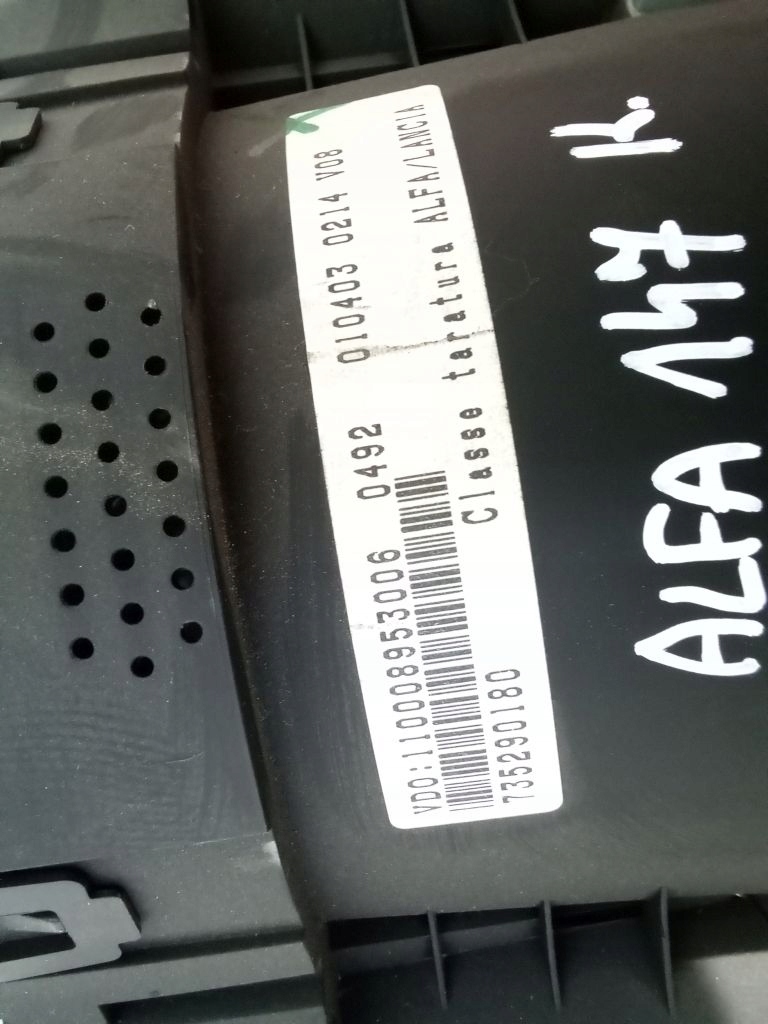 VDO:110008953006 0492 010403 0214 V08
735290180 Classe taratura ALFA/LANCIA
ALFA 147 K.